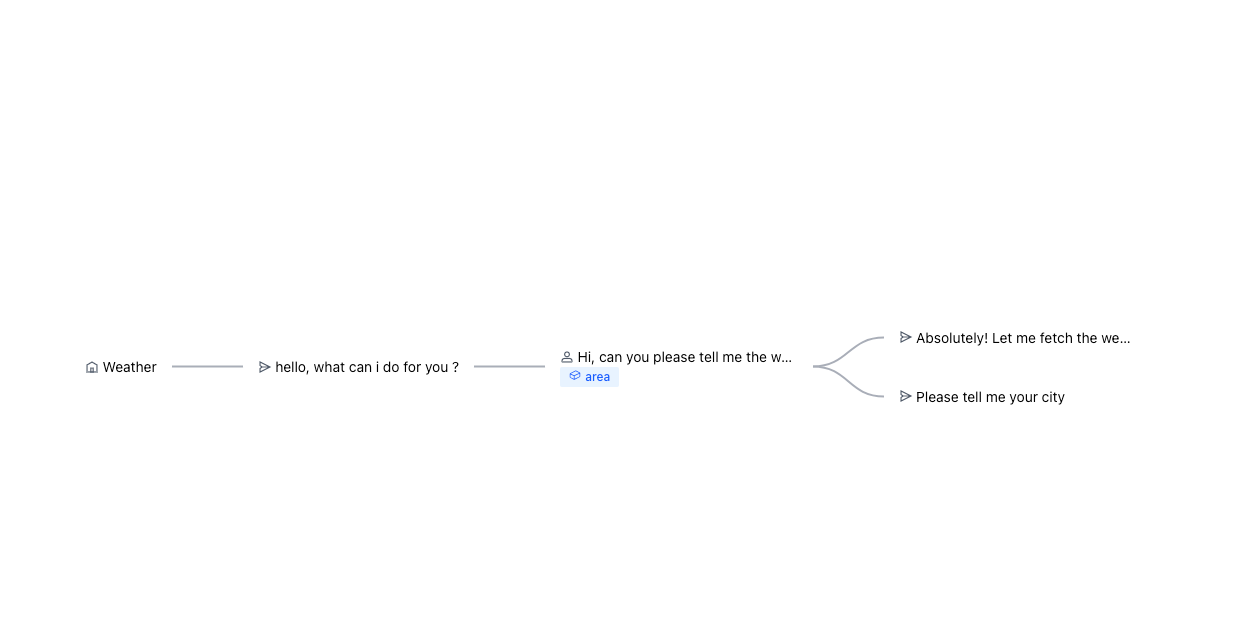 Weather
hello, what can i do for you ?
Hi, can you please tell me the w...
area
Absolutely! Let me fetch the we...
Please tell me your city